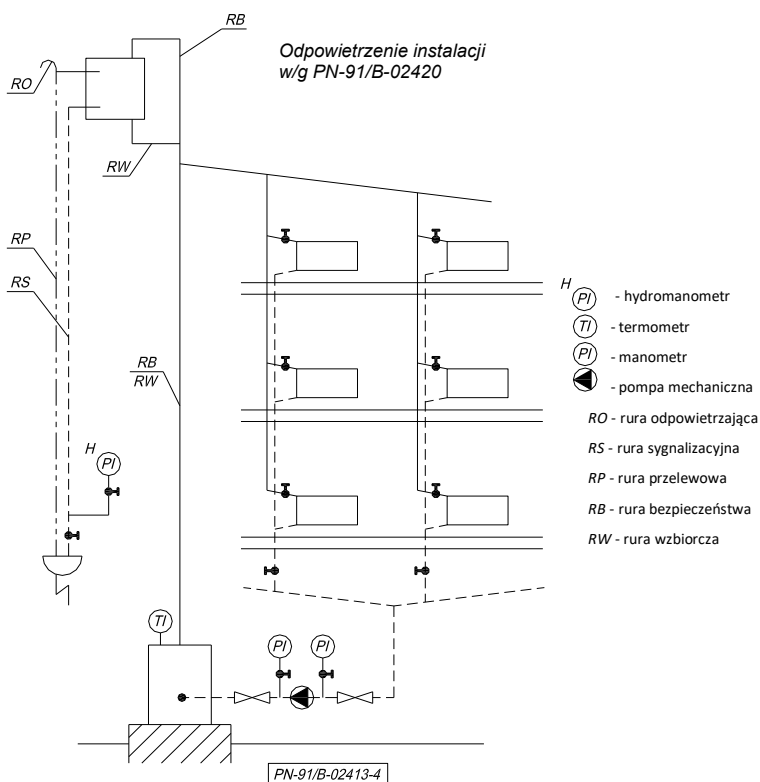 RB
Odpowietrzenie instalacji
w/g PN-91/B-02420
RO
RW
RP
RS
RB
RW
H
PI
TI
PI
PI
H
PI - hydromanometr
TI - termometr
PI - manometr
- pompa mechaniczna
RO - rura odpowietrzająca
RS - rura sygnalizacyjna
RP - rura przelewowa
RB - rura bezpieczeństwa
RW - rura wzbiorcza
PN-91/B-02413-4